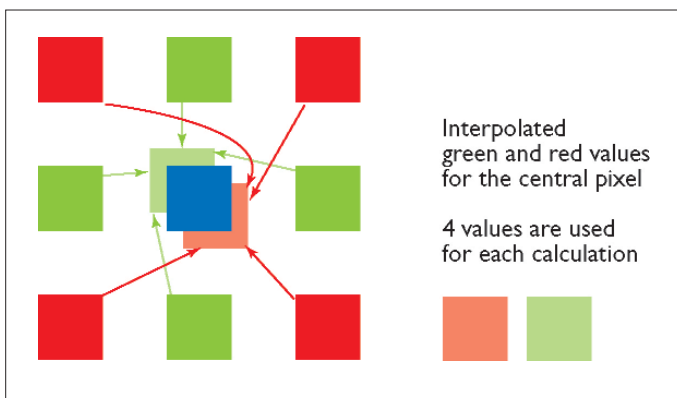 Interpolated
green and red values
for the central pixel
4 values are used
for each calculation